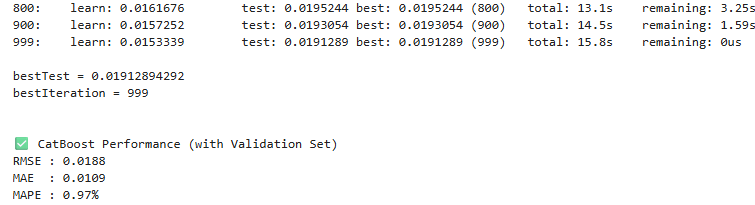 800:	learn: 0.0161676	test: 0.0195244	best: 0.0195244 (800)	total: 13.1s	remaining: 3.25s
900:	learn: 0.0157252	test: 0.0193054	best: 0.0193054 (900)	total: 14.5s	remaining: 1.59s
999:	learn: 0.0153339	test: 0.0191289	best: 0.0191289 (999)	total: 15.8s	remaining: 0us
bestTest = 0.01912894292
bestIteration = 999
✅ CatBoost Performance (with Validation Set)
RMSE : 0.0188
MAE  : 0.0109
MAPE : 0.97%